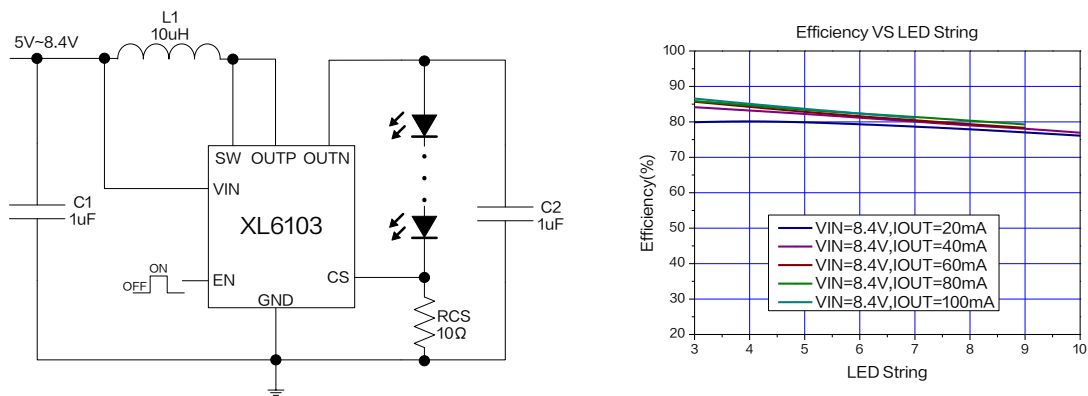 L1
10uH
5V~8.4V
SW OUTP OUTN
VIN
XL6103
C1
1uF
C2
1uF
ON
OFF
EN
CS
GND
RCS
10Ω
Efficiency VS LED String
Efficiency(%)
100
90
80
70
60
50
40
30
20
VIN=8.4V,IOUT=20mA
VIN=8.4V,IOUT=40mA
VIN=8.4V,IOUT=60mA
VIN=8.4V,IOUT=80mA
VIN=8.4V,IOUT=100mA
3 4 5 6 7 8 9 10
LED String